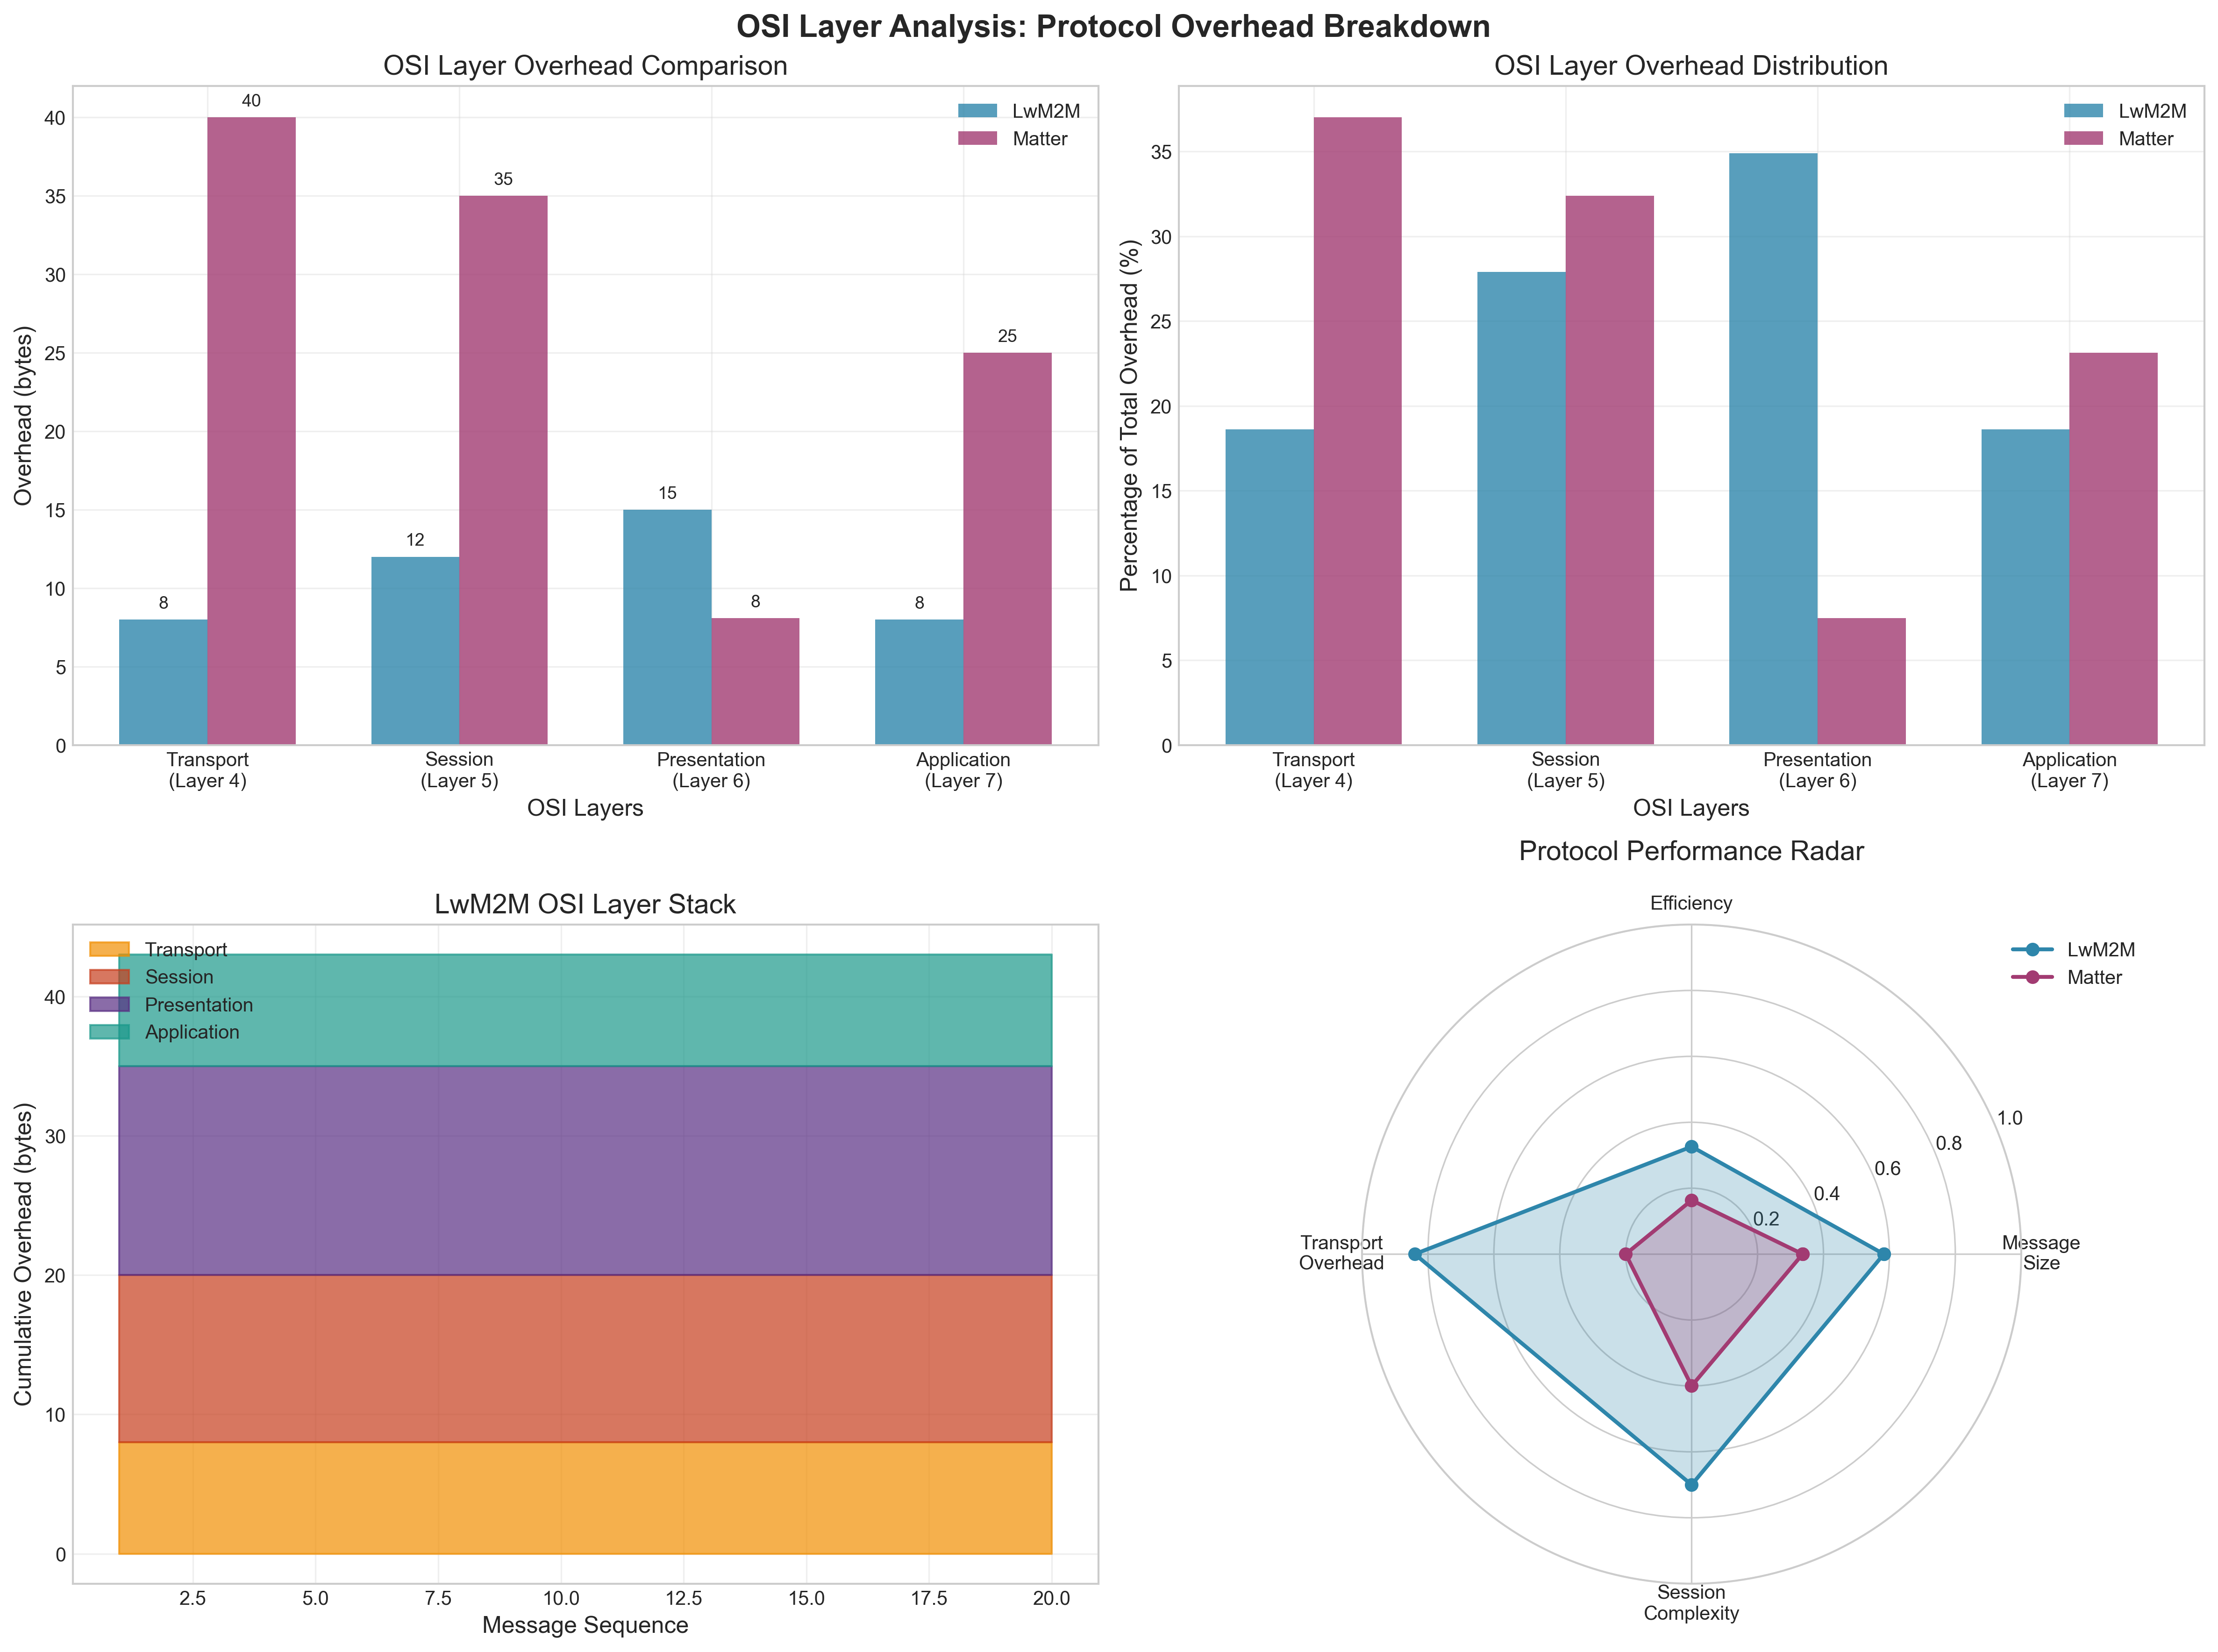 OSI Layer Analysis: Protocol Overhead Breakdown
OSI Layer Overhead Comparison
Overhead (bytes)
40
35
30
25
20
15
10
5
0
LwM2M
Matter
40
35
25
15
12
8
8
8
Transport
(Layer 4)
Session
(Layer 5)
Presentation
(Layer 6)
Application
(Layer 7)
OSI Layers
OSI Layer Overhead Distribution
Percentage of Total Overhead (%)
35
30
25
20
15
10
5
0
LwM2M
Matter
Transport
(Layer 4)
Session
(Layer 5)
Presentation
(Layer 6)
Application
(Layer 7)
OSI Layers
LwM2M OSI Layer Stack
Cumulative Overhead (bytes)
40
30
20
10
0
Transport
Session
Presentation
Application
2.5
5.0
7.5
10.0
12.5
15.0
17.5
20.0
Message Sequence
Protocol Performance Radar
Efficiency
LwM2M
Matter
1.0
0.8
0.6
0.4
0.2
Transport
Overhead
Message
Size
Session
Complexity